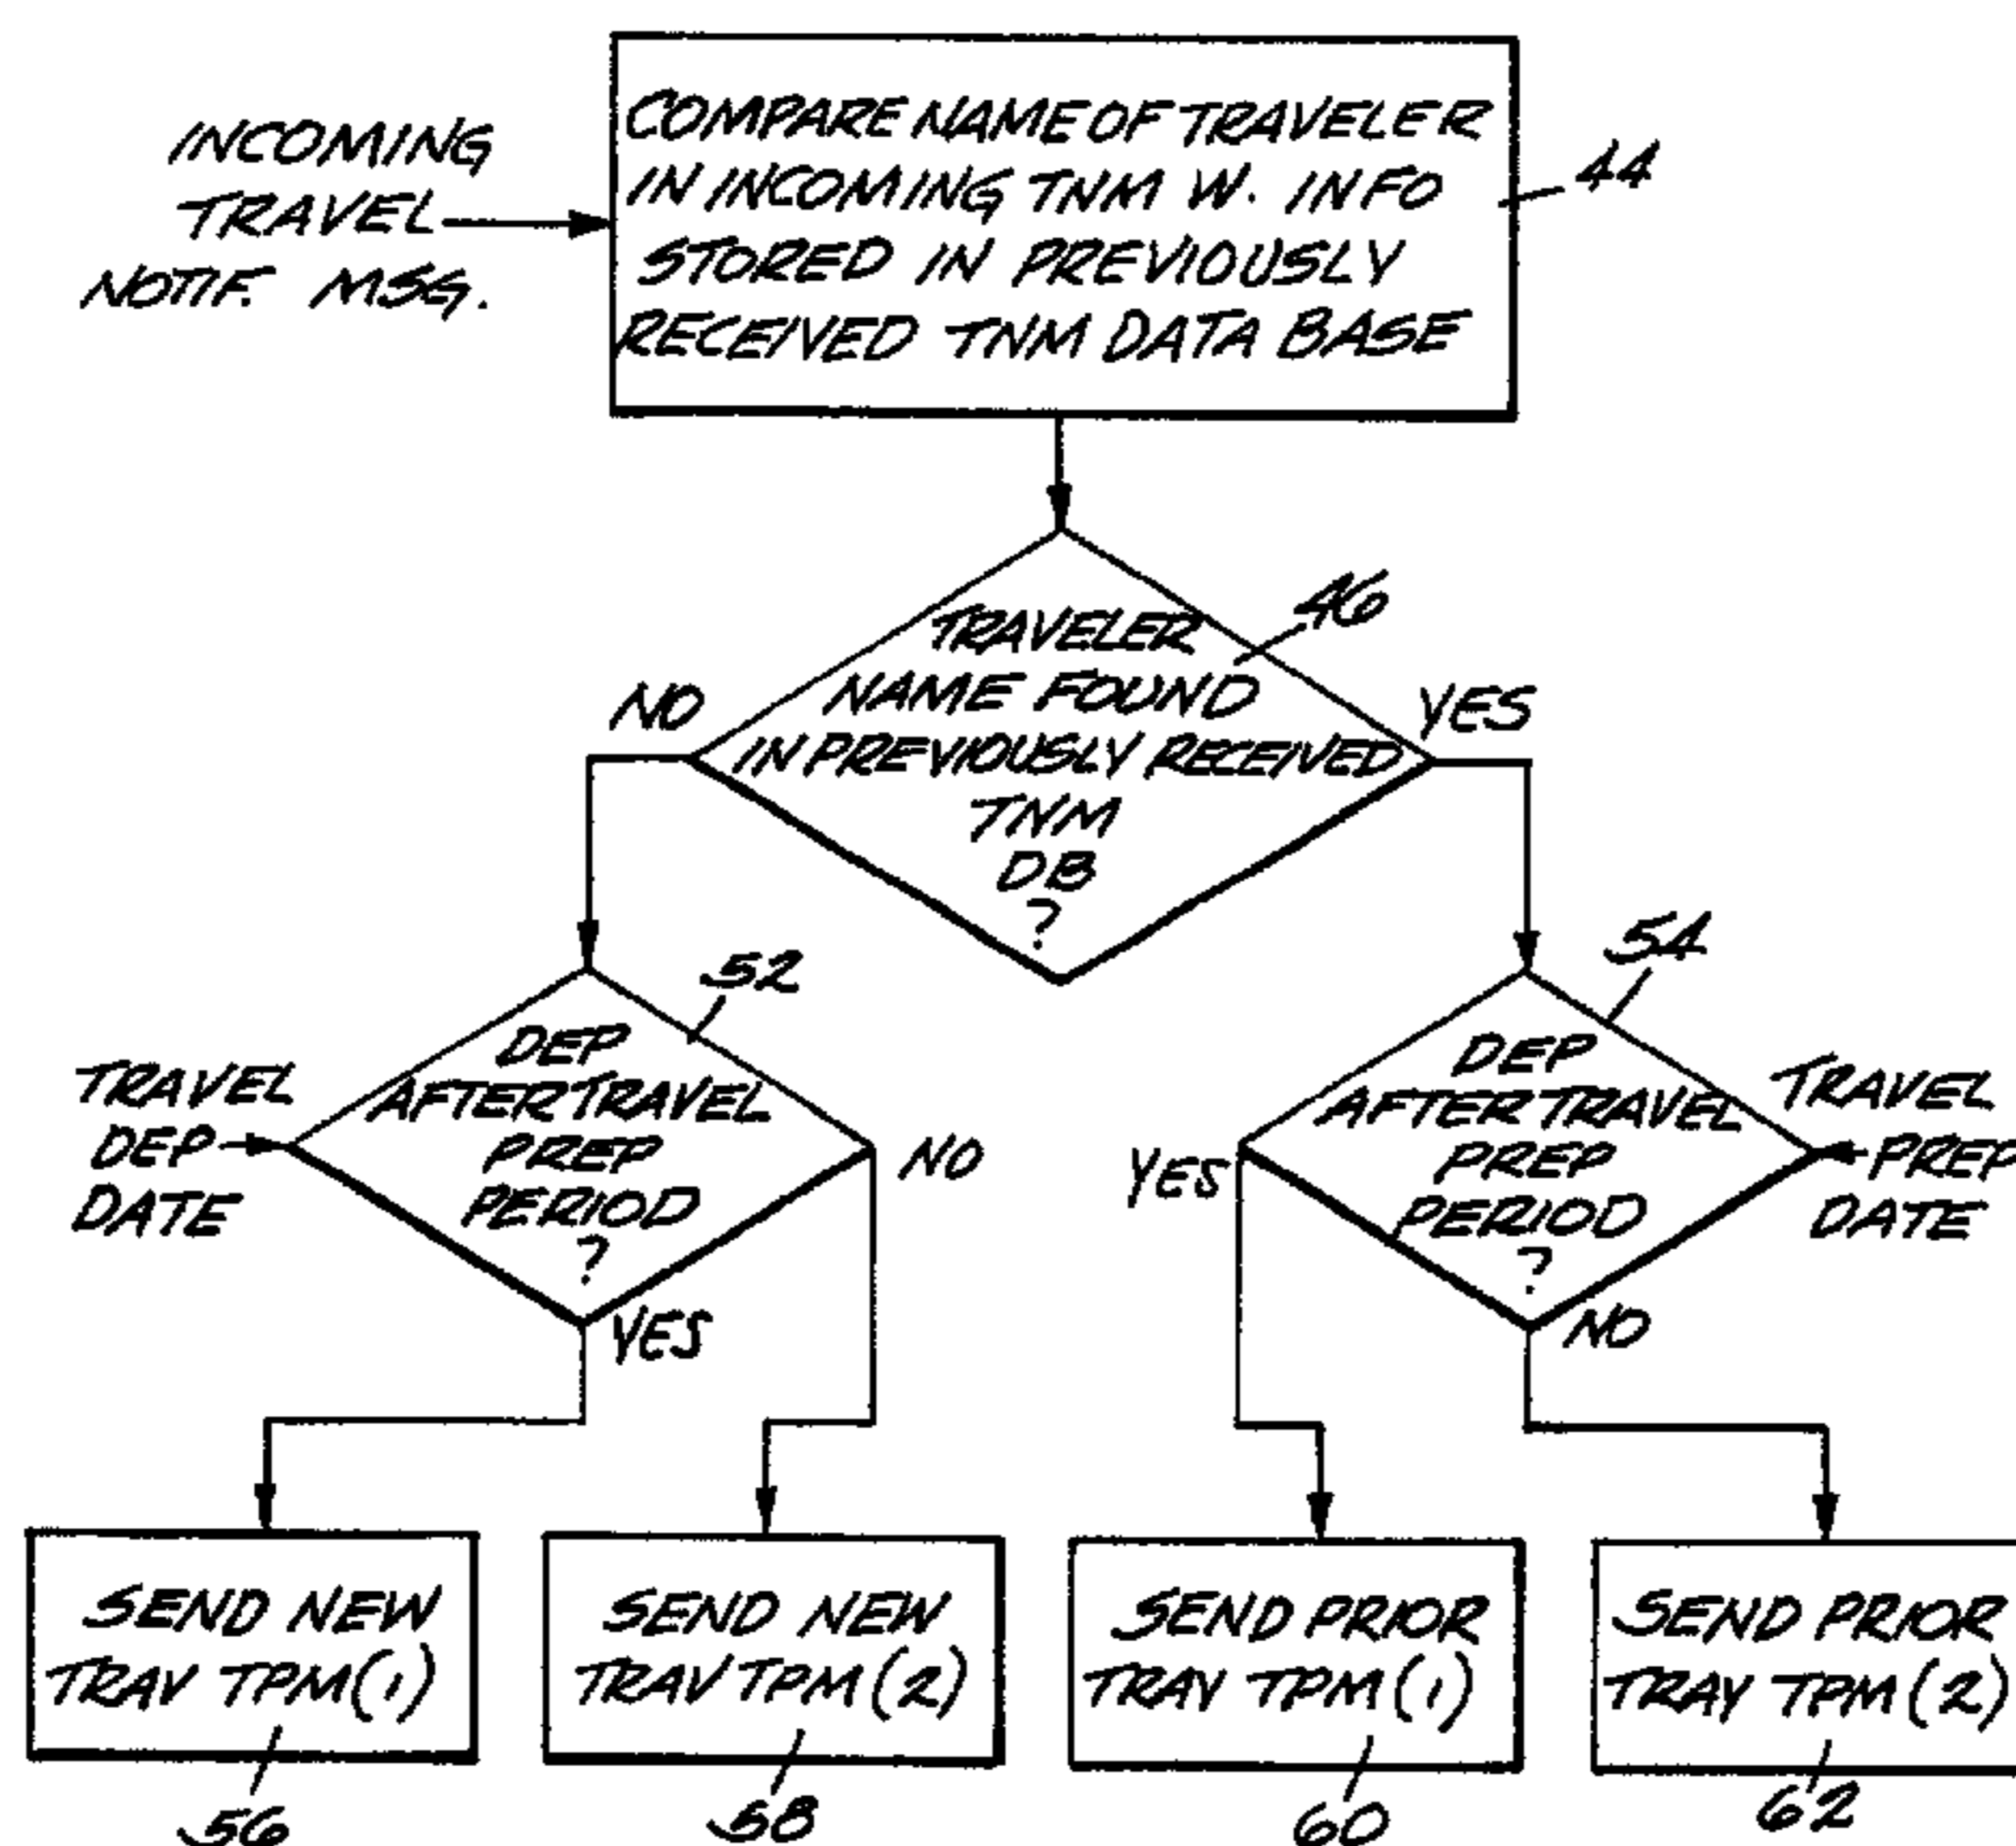 INCOMING
TRAVEL
NOTIF. MSG.
COMPARE NAME OF TRAVELER
IN INCOMING TNM W. INFO
STORED IN PREVIOUSLY
RECEIVED TNM DATA BASE
44
TRAVELER
NAME FOUND
IN PREVIOUSLY RECEIVED
TNM
DB
?
46
NO
YES
TRAVEL
DEP
DATE
DEP
AFTER TRAVEL
PREP
PERIOD
?
52
NO
YES
DEP
AFTER TRAVEL
PREP
PERIOD
?
54
TRAVEL
PREP
DATE
YES
NO
SEND NEW
TRAV TPM(1)
56
SEND NEW
TRAV TPM(2)
58
SEND PRIOR
TRAV TPM(1)
60
SEND PRIOR
TRAV TPM(2)
62